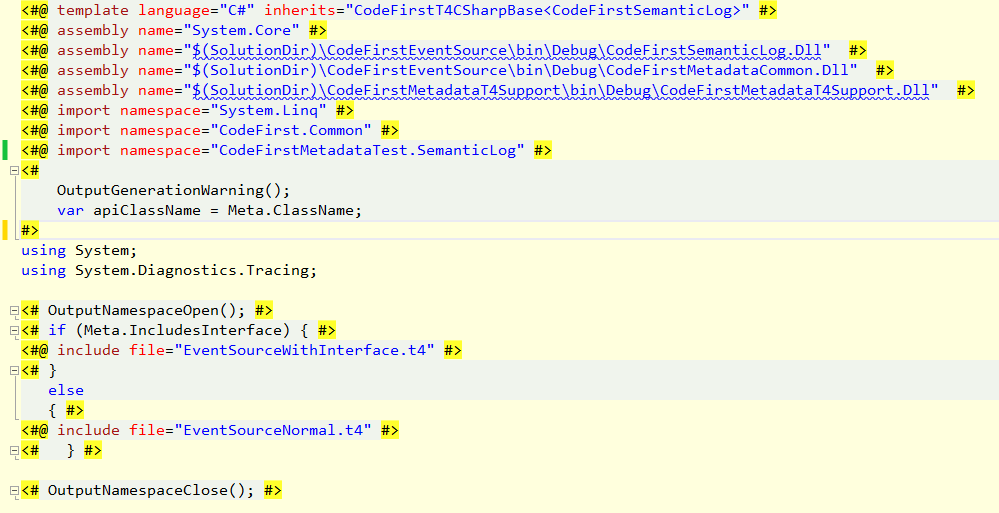 <#@ template language="C#" inherits="CodeFirstT4CSharpBase<CodeFirstSemanticLog>" #>
<#@ assembly name="System.Core" #>
<#@ assembly name="$(SolutionDir)\CodeFirstEventSource\bin\Debug\CodeFirstSemanticLog.Dll"  #>
<#@ assembly name="$(SolutionDir)\CodeFirstEventSource\bin\Debug\CodeFirstMetadataCommon.Dll"  #>
<#@ assembly name="$(SolutionDir)\CodeFirstMetadataT4Support\bin\Debug\CodeFirstMetadataT4Support.Dll"  #>
<#@ import namespace="System.Linq" #>
<#@ import namespace="CodeFirst.Common" #>
<#@ import namespace="CodeFirstMetadataTest.SemanticLog" #>
<#
    OutputGenerationWarning();
    var apiClassName = Meta.ClassName;
#>
using System;
using System.Diagnostics.Tracing;

<# OutputNamespaceOpen(); #>
<# if (Meta.IncludesInterface) { #>
<#@ include file="EventSourceWithInterface.t4" #>
<# }
   else
   { #>
<#@ include file="EventSourceNormal.t4" #>
<#   } #>

<# OutputNamespaceClose(); #>